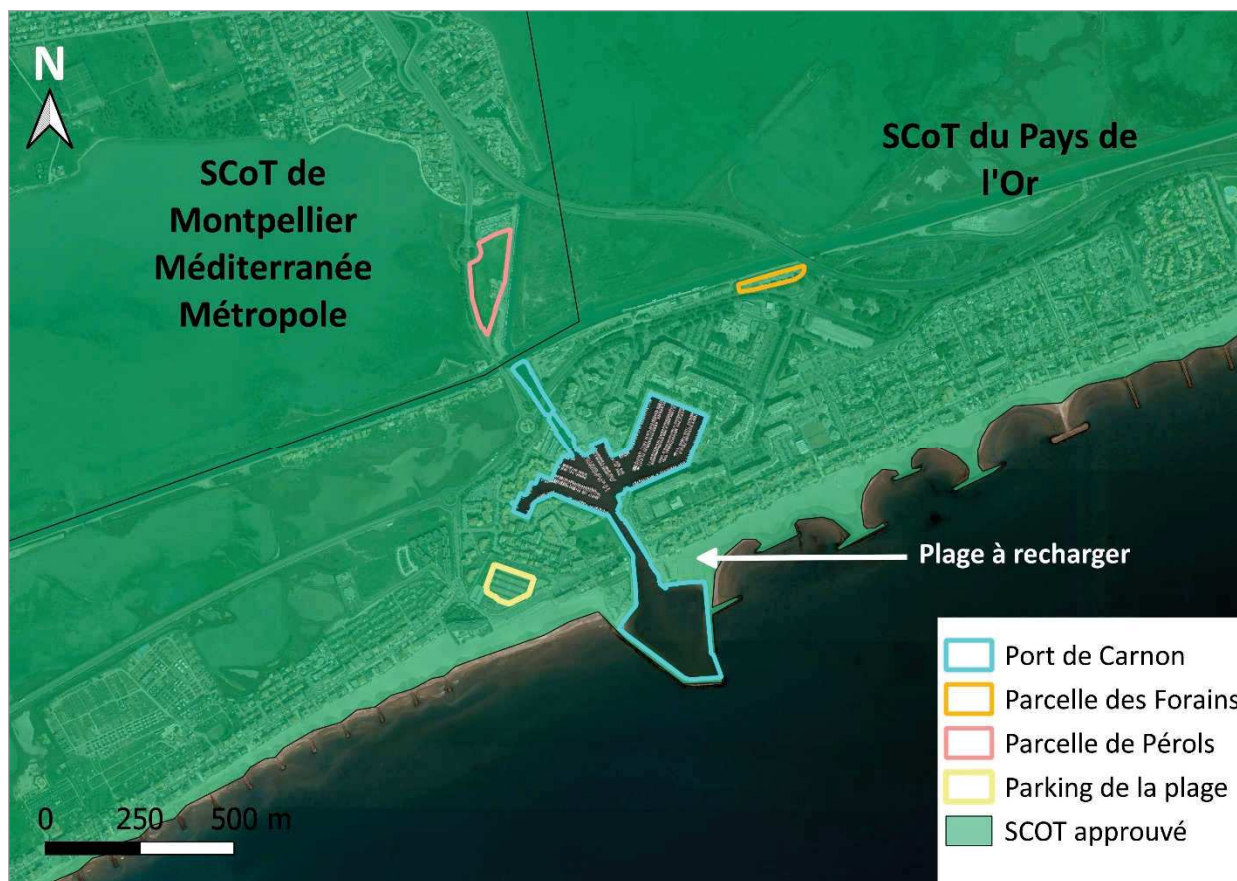 N
SCoT de
Montpellier
Méditerranée
Métropole
SCoT du Pays de
l'Or
Plage à recharger
Port de Carnon
Parcelle des Forains
Parcelle de Pérols
Parking de la plage
SCOT approuvé
0 250 500 m